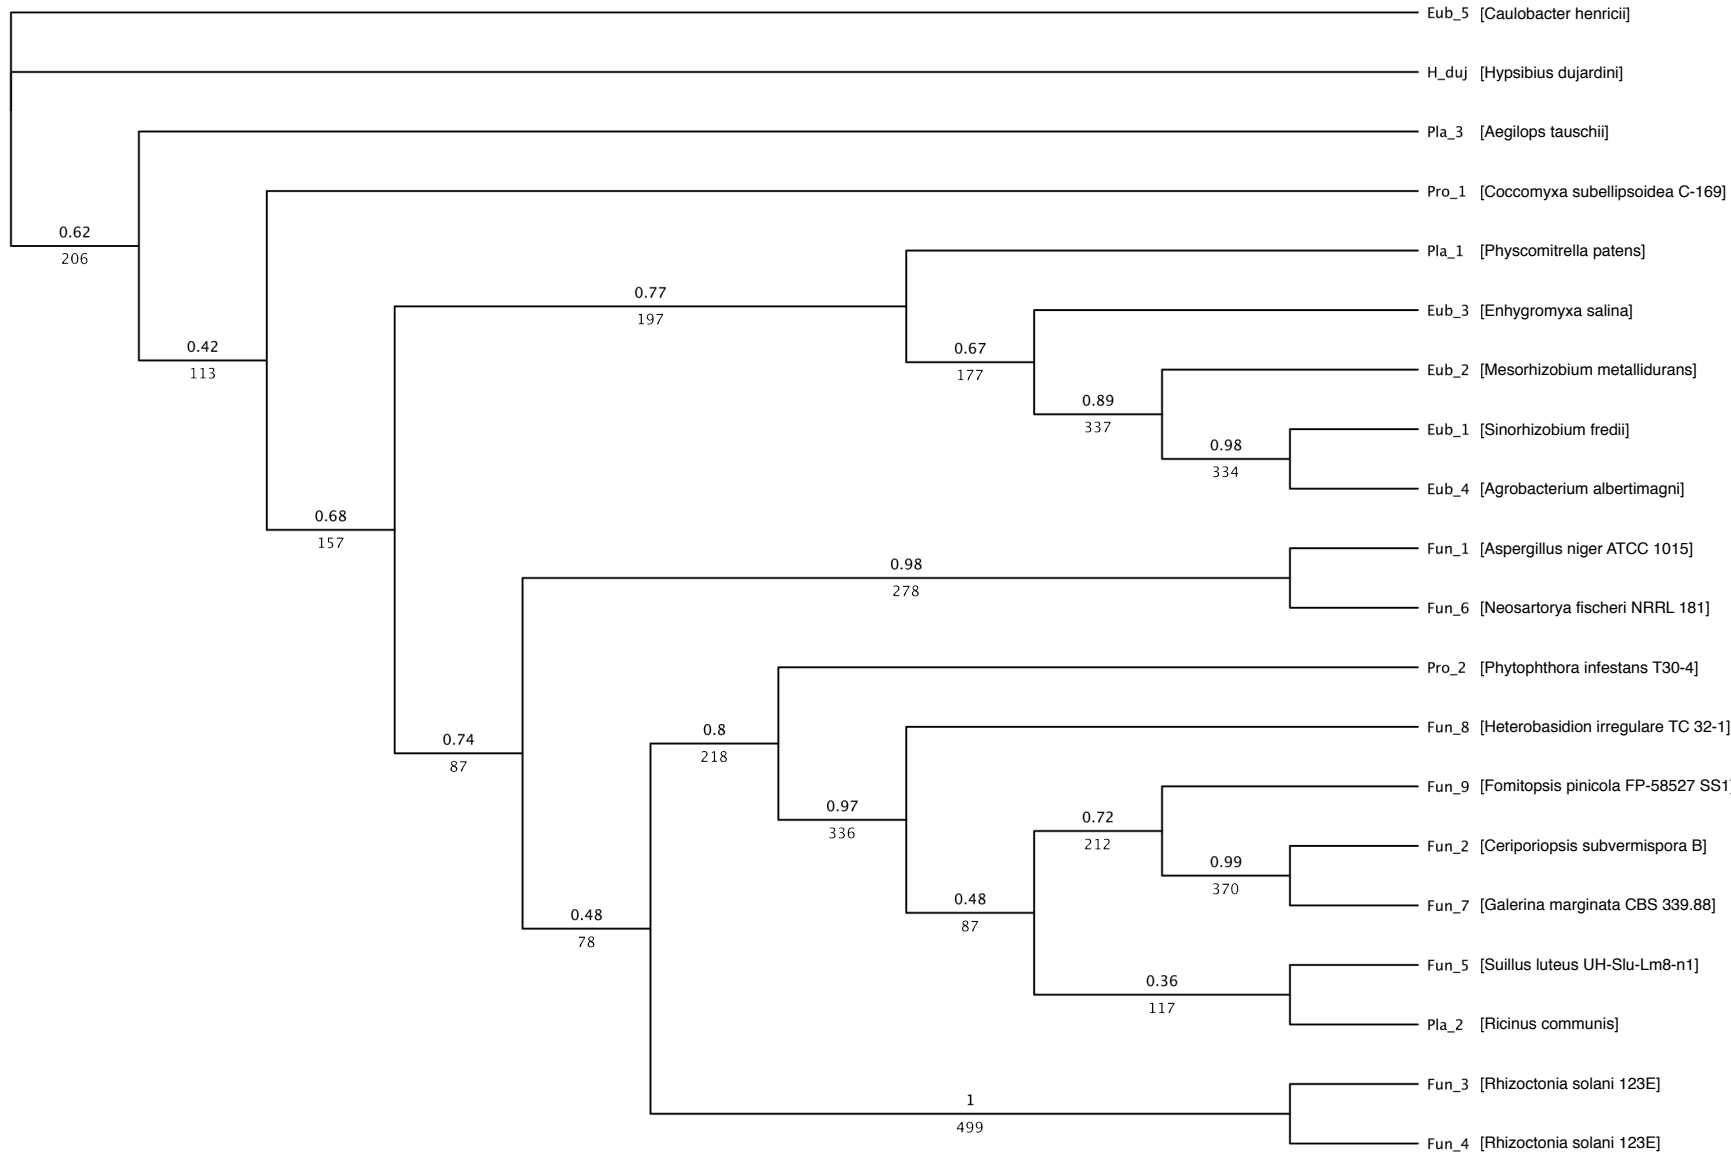 Eub_5 [Caulobacter henricii]
H_duj [Hypsibius dujardini]
Pla_3 [Aegilops tauschii]
Pro_1 [Coccomyxa subellipsoidea C-169]
0.62
206
Pla_1 [Physcomitrella patens]
0.77
197
Eub_3 [Enhygromyxa salina]
0.42
113
0.67
177
Eub_2 [Mesorhizobium metallidurans]
0.89
337
Eub_1 [Sinorhizobium fredii]
0.98
334
Eub_4 [Agrobacterium albertimagni]
0.68
157
Fun_1 [Aspergillus niger ATCC 1015]
0.98
278
Fun_6 [Neosartorya fischeri NRRL 181]
Pro_2 [Phytophthora infestans T30-4]
0.74
87
0.8
218
Fun_8 [Heterobasidion irregulare TC 32-1]
Fun_9 [Fomitopsis pinicola FP-58527 SS1]
0.97
336
0.72
212
Fun_2 [Ceriporiopsis subvermispora B]
0.99
370
Fun_7 [Galerina marginata CBS 339.88]
0.48
87
0.48
78
Fun_5 [Suillus luteus UH-Slu-Lm8-n1]
0.36
117
Pla_2 [Ricinus communis]
Fun_3 [Rhizoctonia solani 123E]
1
499
Fun_4 [Rhizoctonia solani 123E]